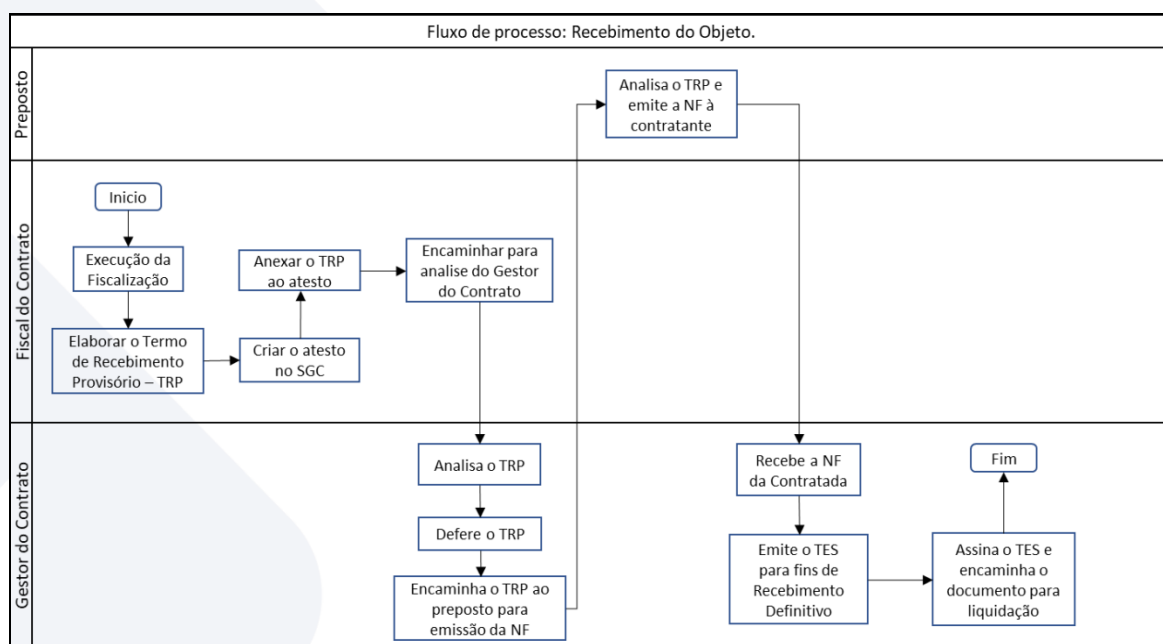 Fluxo de processo: Recebimento do Objeto.
Preposto
Analisa o TRP e
emite a NF à
contratante
Fiscal do Contrato
Inicio
Execução da
Fiscalização
Elaborar o Termo
de Recebimento
Provisório – TRP
Criar o atesto
no SGC
Anexar o TRP
ao atesto
Encaminhar para
analise do Gestor
do Contrato
Gestor do Contrato
Analisa o TRP
Defere o TRP
Encaminha o TRP ao
preposto para
emissão da NF
Recebe a NF
da Contratada
Emite o TES
para fins de
Recebimento
Definitivo
Assina o TES e
encaminha o
documento para
liquidação
Fim